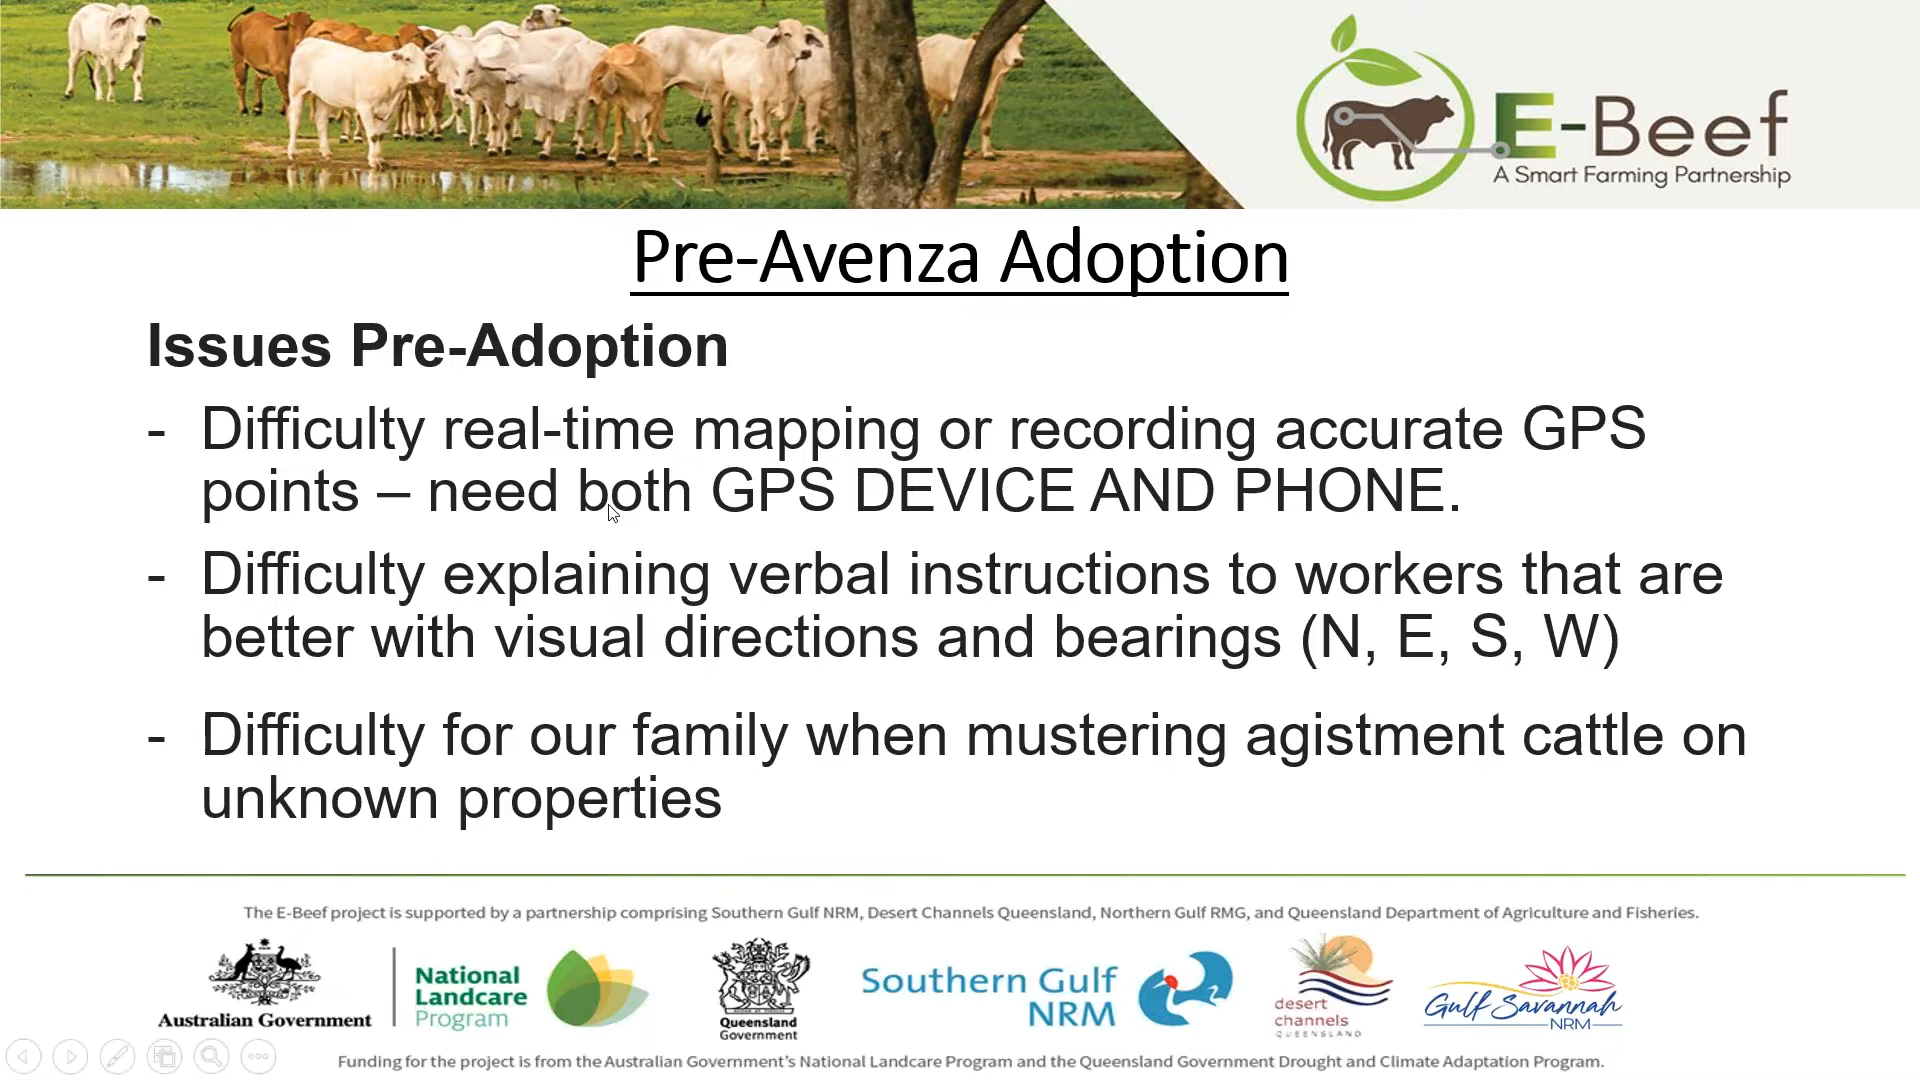 E-Beef
A Smart Farming Partnership
Pre-Avenza Adoption
Issues Pre-Adoption
- Difficulty real-time mapping or recording accurate GPS
points – need both GPS DEVICE AND PHONE.
- Difficulty explaining verbal instructions to workers that are
better with visual directions and bearings (N, E, S, W)
- Difficulty for our family when mustering agistment cattle on
unknown properties
The E-Beef project is supported by a partnership comprising Southern Gulf NRM, Desert Channels Queensland, Northern Gulf RMG, and Queensland Department of Agriculture and Fisheries.
Australian Government
National
Landcare
Program
Queensland
Government
Southern Gulf
NRM
desert
channels
QUEENSLAND
Gulf Savannah
NRM
Funding for the project is from the Australian Government's National Landcare Program and the Queensland Government Drought and Climate Adaptation Program.